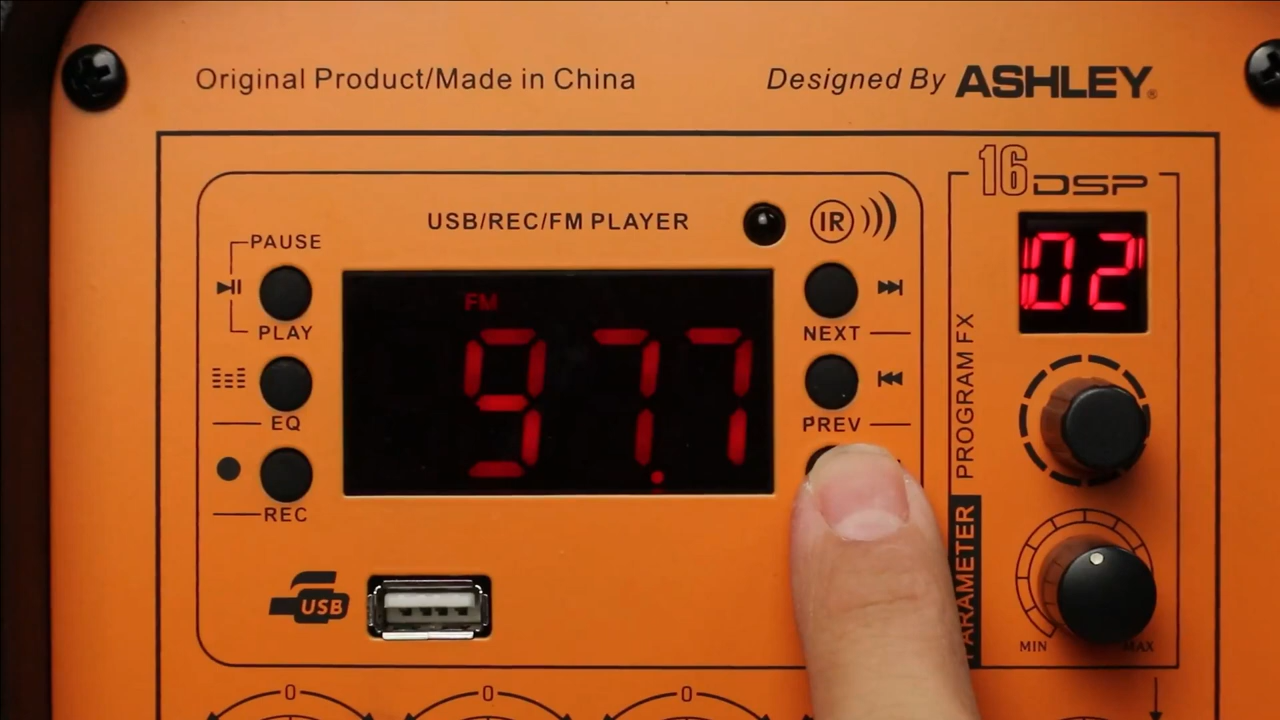 Original Product/Made in China
Designed By ASHLEY®
16 DSP
USB/REC/FM PLAYER
IR
PAUSE
PLAY
EQ
REC
FM
97.7
NEXT
PREV
02
PROGRAM FX
PARAMETER
MIN
MAX
USB
0
0
0